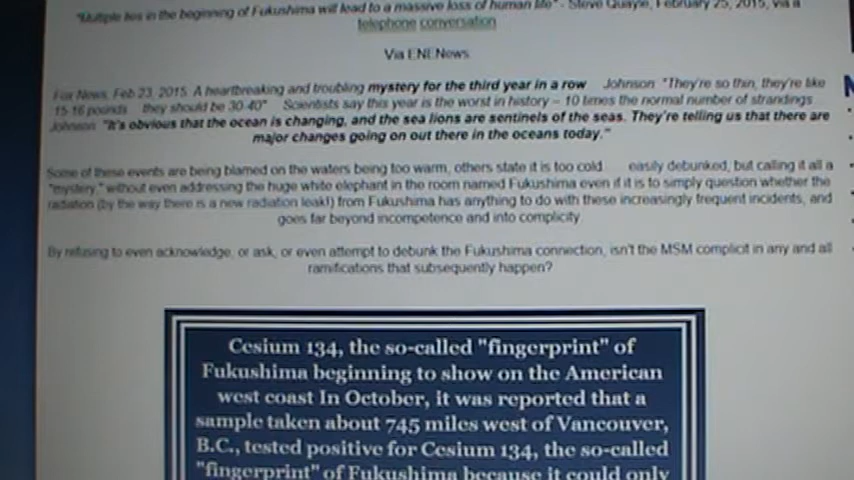 "Multiple lies in the beginning of Fukushima will lead to a massive loss of human life" - Steve Quayle, February 25, 2015, via a
telephone conversation
Via ENENews
Fox News, Feb 23, 2015 A heartbreaking and troubling mystery for the third year in a row Johnson: "They're so thin, they're like
15-16 pounds they should be 30-40" Scientists say this year is the worst in history – 10 times the normal number of strandings
Johnson: "It's obvious that the ocean is changing, and the sea lions are sentinels of the seas. They're telling us that there are
major changes going on out there in the oceans today."
Some of these events are being blamed on the waters being too warm, others state it is too cold easily debunked, but calling it all a
"mystery," without even addressing the huge white elephant in the room named Fukushima even if it is to simply question whether the
radiation (by the way there is a new radiation leak!) from Fukushima has anything to do with these increasingly frequent incidents, and
goes far beyond incompetence and into complicity
By refusing to even acknowledge, or ask, or even attempt to debunk the Fukushima connection, isn't the MSM complicit in any and all
ramifications that subsequently happen?
Cesium 134, the so-called "fingerprint" of
Fukushima beginning to show on the American
west coast In October, it was reported that a
sample taken about 745 miles west of Vancouver,
B.C., tested positive for Cesium 134, the so-called
"fingerprint" of Fukushima because it could only